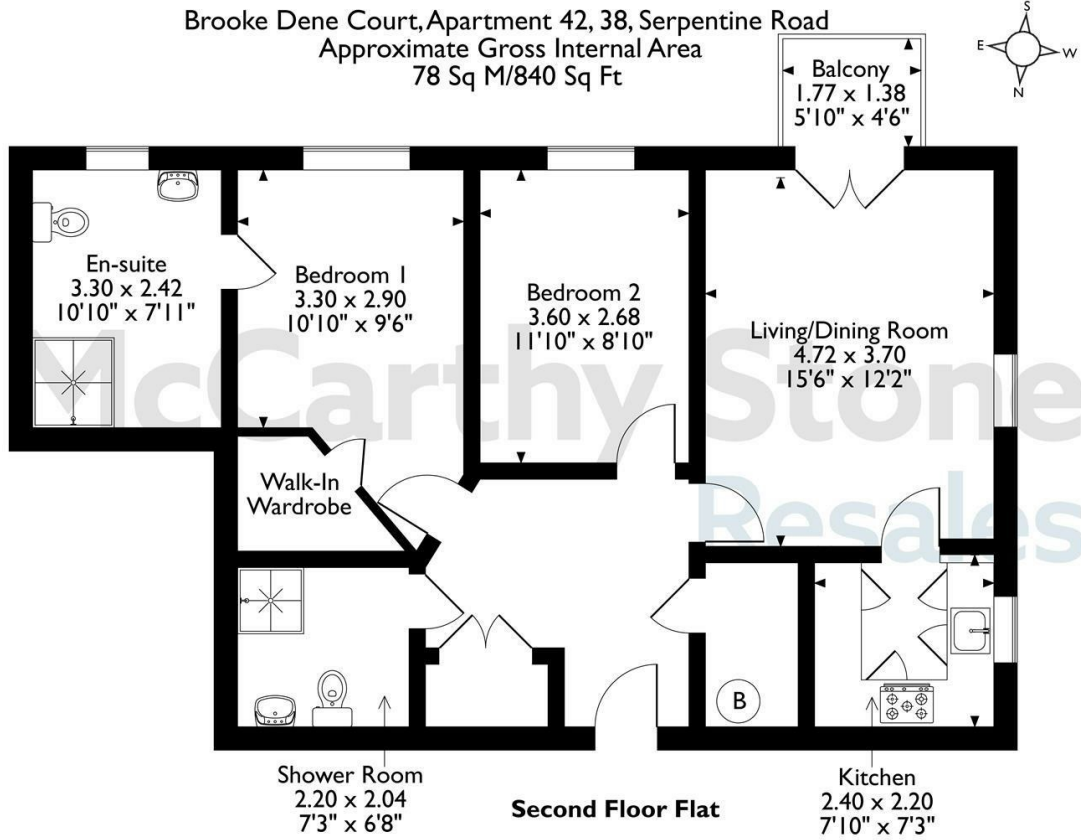 Brooke Dene Court, Apartment 42, 38, Serpentine Road
Approximate Gross Internal Area
78 Sq M/840 Sq Ft
S
E
W
N
Balcony
1.77 x 1.38
5'10" x 4'6"
En-suite
3.30 x 2.42
10'10" x 7'11"
Bedroom 1
3.30 x 2.90
10'10" x 9'6"
Bedroom 2
3.60 x 2.68
11'10" x 8'10"
Living/Dining Room
4.72 x 3.70
15'6" x 12'2"
McCarthy Stone
Resales
Walk-In
Wardrobe
B
Shower Room
2.20 x 2.04
7'3" x 6'8"
Second Floor Flat
Kitchen
2.40 x 2.20
7'10" x 7'3"